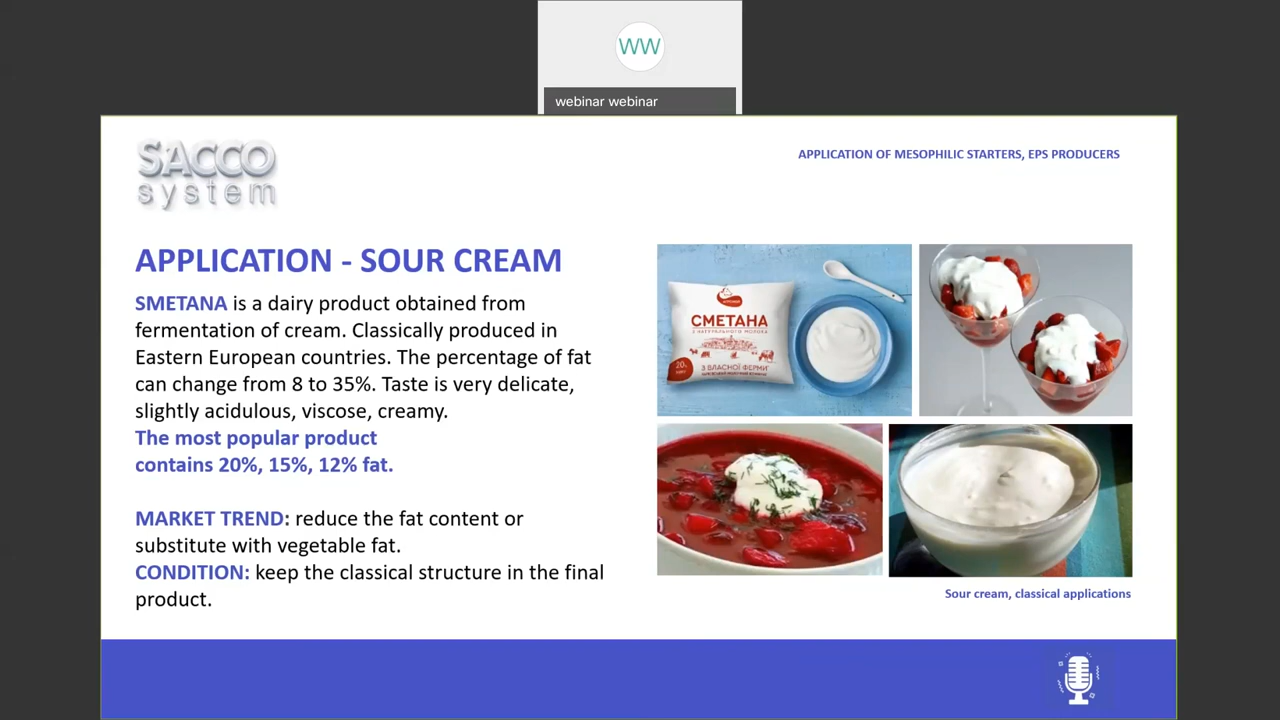 WW
webinar webinar
SACCO
system
APPLICATION OF MESOPHILIC STARTERS, EPS PRODUCERS
APPLICATION - SOUR CREAM
SMETANA is a dairy product obtained from
fermentation of cream. Classically produced in
Eastern European countries. The percentage of fat
can change from 8 to 35%. Taste is very delicate,
slightly acidulous, viscose, creamy.
The most popular product
contains 20%, 15%, 12% fat.
MARKET TREND: reduce the fat content or
substitute with vegetable fat.
CONDITION: keep the classical structure in the final
product.
СМЕТАНА
З НАТУРАЛЬНОГО МОЛОКА
20%
З ВЛАСНОЇ ФЕРМИ
Sour cream, classical applications